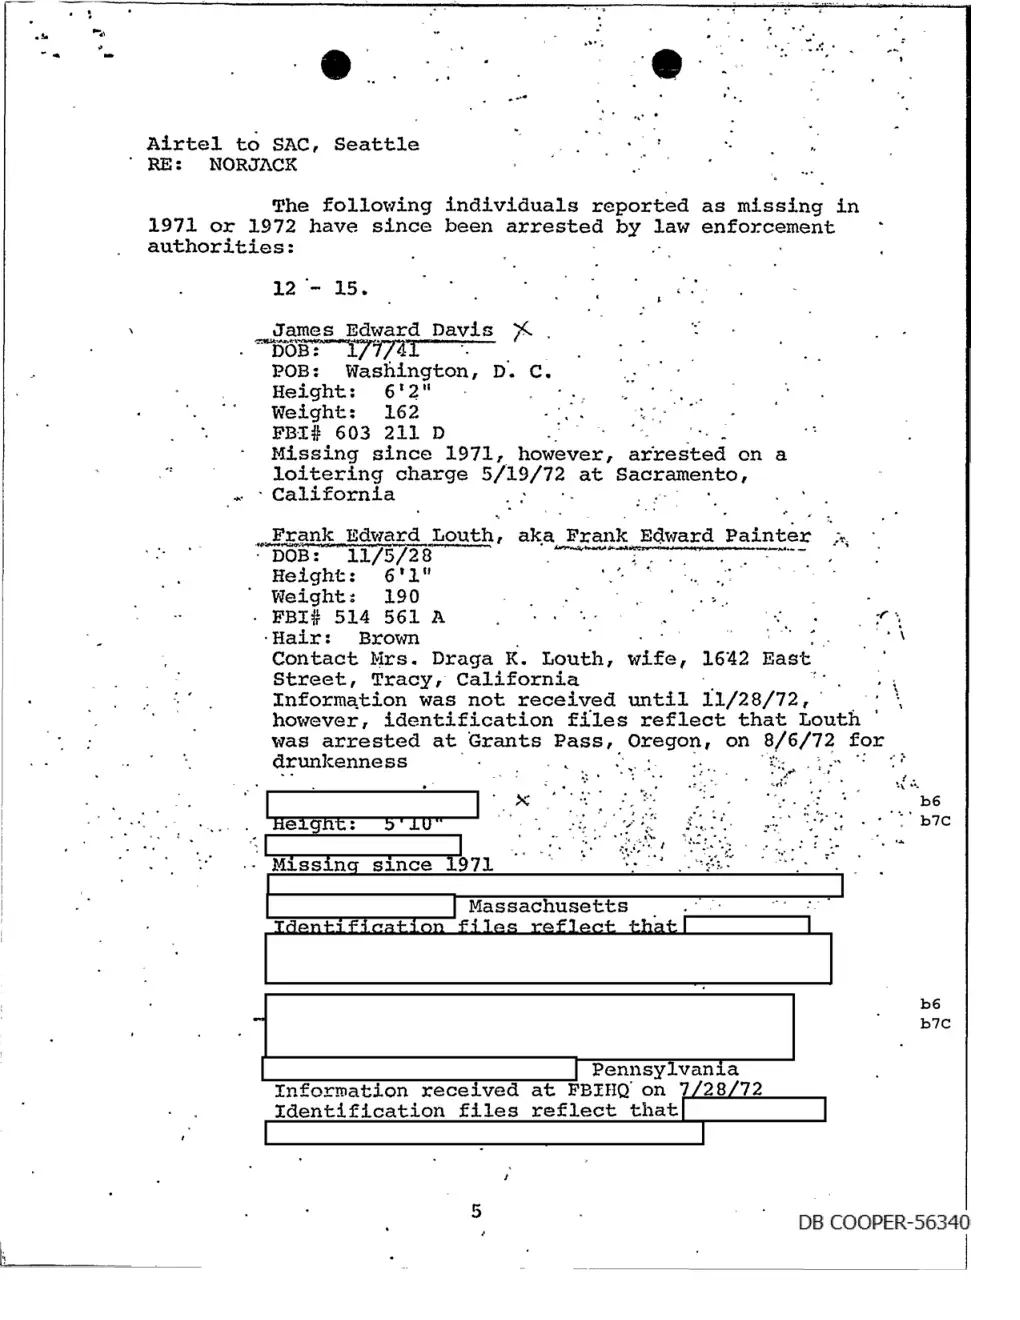 Airtel to SAC, Seattle
RE: NORJACK
The following individuals reported as missing in
1971 or 1972 have since been arrested by law enforcement
authorities:
12 - 15.
James Edward Davis X
DOB: 1/7/41
POB: Washington, D. C.
Height: 6'2"
Weight: 162
FBI# 603 211 D
Missing since 1971, however, arrested on a
loitering charge 5/19/72 at Sacramento,
California
Frank Edward Louth, aka Frank Edward Painter X
DOB: 11/5/28
Height: 6'1"
Weight: 190
FBI# 514 561 A
Hair: Brown
Contact Mrs. Draga K. Louth, wife, 1642 East
Street, Tracy, California
Information was not received until 11/28/72,
however, identification files reflect that Louth
was arrested at Grants Pass, Oregon, on 8/6/72 for
drunkenness
X b6
Height: 5'10" b7C
Missing since 1971
Massachusetts
Identification files reflect that
b6
b7C
Pennsylvania
Information received at FBIHQ on 7/28/72
Identification files reflect that
5
DB COOPER-56340